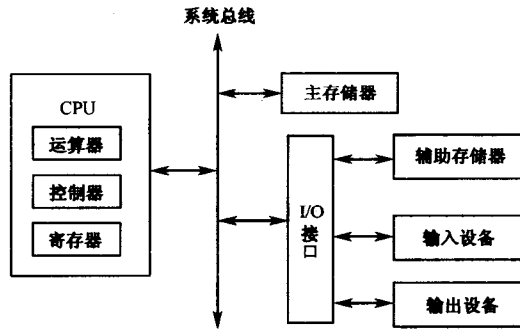 系统总线
CPU
运算器
控制器
寄存器
主存储器
I/O
接
口
辅助存储器
输入设备
输出设备